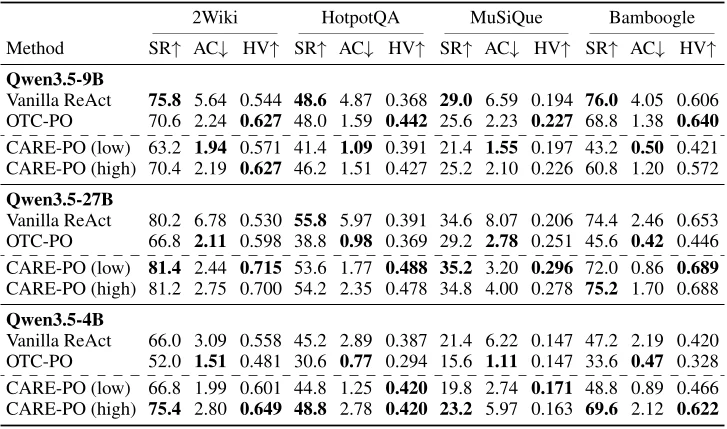 2Wiki HotpotQA MuSiQue Bamboogle
Method SR↑ AC↓ HV↑ SR↑ AC↓ HV↑ SR↑ AC↓ HV↑ SR↑ AC↓ HV↑
Qwen3.5-9B
Vanilla ReAct 75.8 5.64 0.544 48.6 4.87 0.368 29.0 6.59 0.194 76.0 4.05 0.606
OTC-PO 70.6 2.24 0.627 48.0 1.59 0.442 25.6 2.23 0.227 68.8 1.38 0.640
CARE-PO (low) 63.2 1.94 0.571 41.4 1.09 0.391 21.4 1.55 0.197 43.2 0.50 0.421
CARE-PO (high) 70.4 2.19 0.627 46.2 1.51 0.427 25.2 2.10 0.226 60.8 1.20 0.572
Qwen3.5-27B
Vanilla ReAct 80.2 6.78 0.530 55.8 5.97 0.391 34.6 8.07 0.206 74.4 2.46 0.653
OTC-PO 66.8 2.11 0.598 38.8 0.98 0.369 29.2 2.78 0.251 45.6 0.42 0.446
CARE-PO (low) 81.4 2.44 0.715 53.6 1.77 0.488 35.2 3.20 0.296 72.0 0.86 0.689
CARE-PO (high) 81.2 2.75 0.700 54.2 2.35 0.478 34.8 4.00 0.278 75.2 1.70 0.688
Qwen3.5-4B
Vanilla ReAct 66.0 3.09 0.558 45.2 2.89 0.387 21.4 6.22 0.147 47.2 2.19 0.420
OTC-PO 52.0 1.51 0.481 30.6 0.77 0.294 15.6 1.11 0.147 33.6 0.47 0.328
CARE-PO (low) 66.8 1.99 0.601 44.8 1.25 0.420 19.8 2.74 0.171 48.8 0.89 0.466
CARE-PO (high) 75.4 2.80 0.649 48.8 2.78 0.420 23.2 5.97 0.163 69.6 2.12 0.622